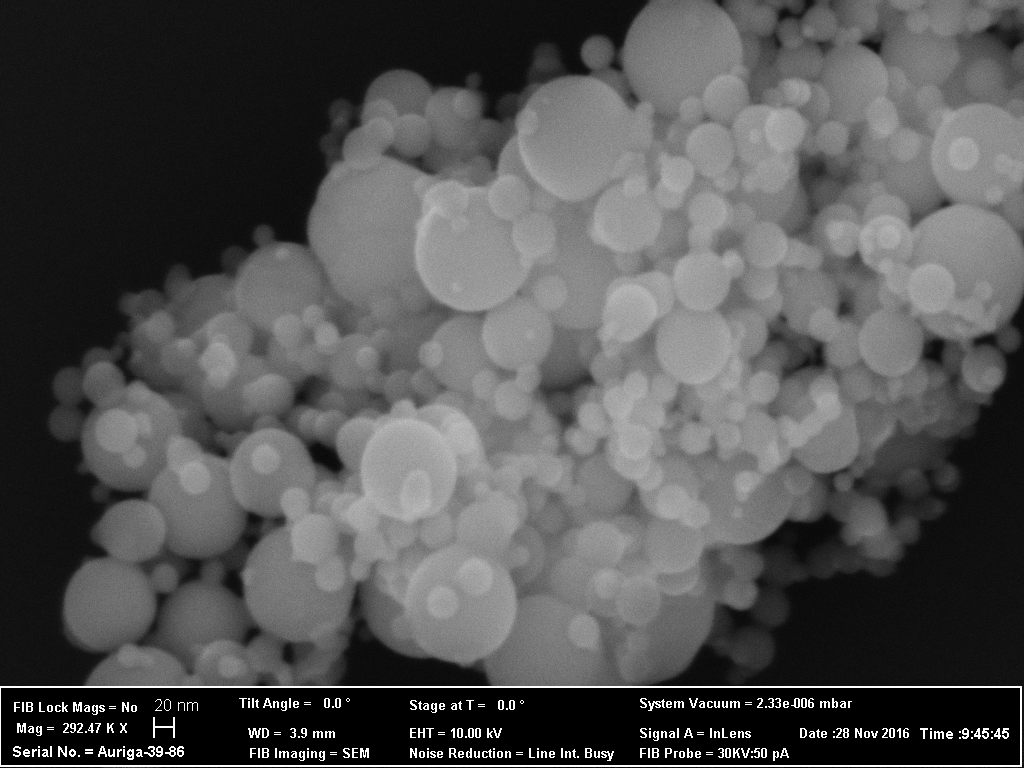 FIB Lock Mags = No 20 nm Tilt Angle = 0.0 ° Stage at T = 0.0 ° System Vacuum = 2.33e-006 mbar
Mag = 292.47 K X WD = 3.9 mm EHT = 10.00 kV Signal A = InLens Date :28 Nov 2016 Time :9:45:45
Serial No. = Auriga-39-86 FIB Imaging = SEM Noise Reduction = Line Int. Busy FIB Probe = 30KV:50 pA